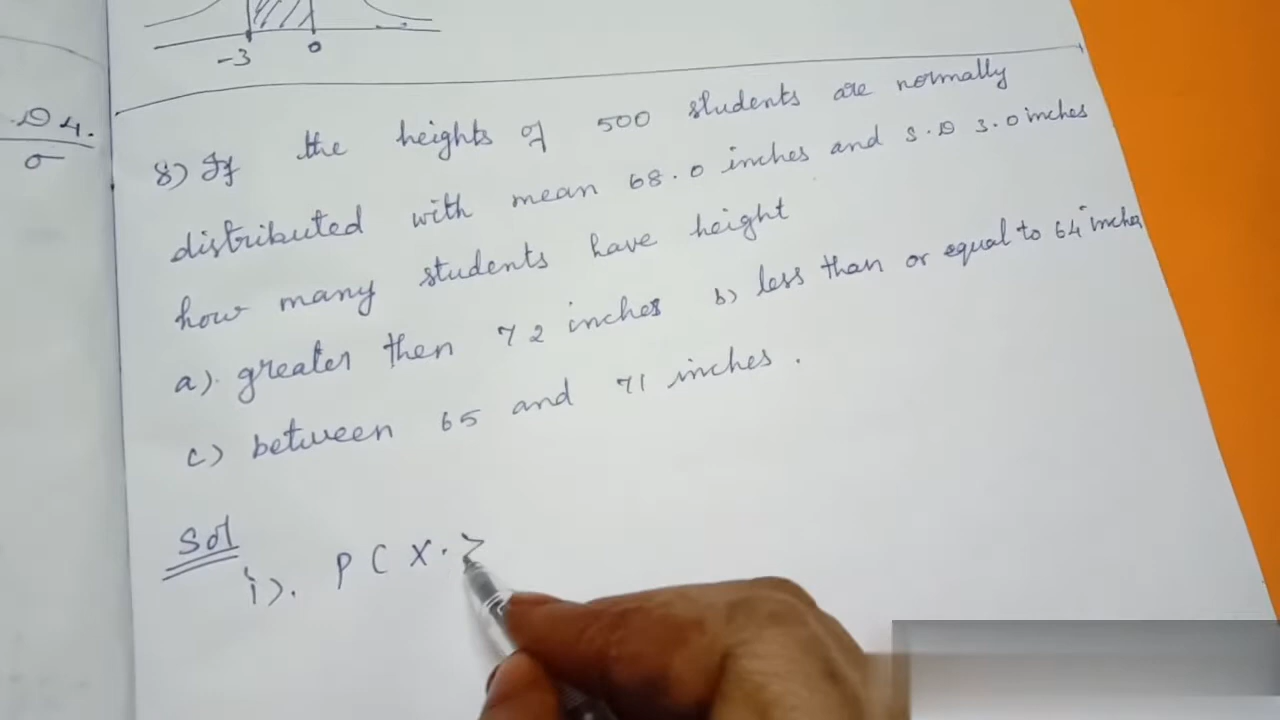 -3 0
94.
σ
8) If the heights of 500 students are normally
distributed with mean 68.0 inches and S.D 3.0 inches
how many students have height
a). greater then 72 inches b) less than or equal to 64 inches
c) between 65 and 71 inches.
Sol
i). P ( X . >